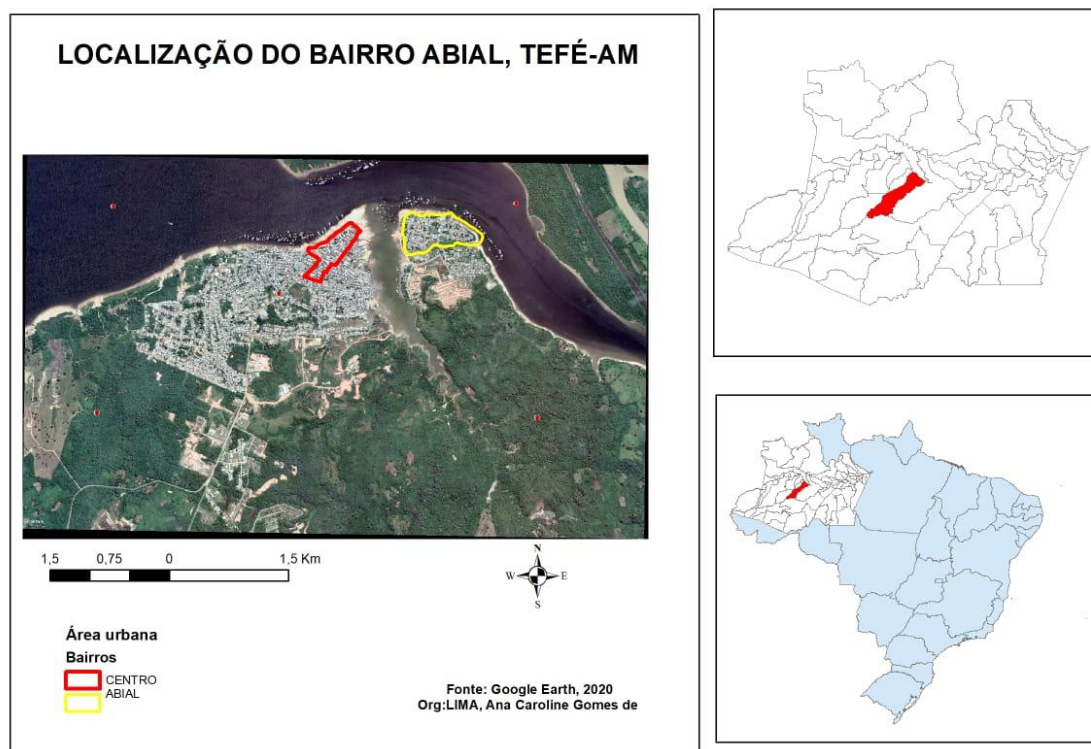 LOCALIZAÇÃO DO BAIRRO ABIAL, TEFÉ-AM
1,5 0,75 0 1,5 Km
N
W E
S
Área urbana
Bairros
CENTRO
ABIAL
Fonte: Google Earth, 2020
Org:LIMA, Ana Caroline Gomes de